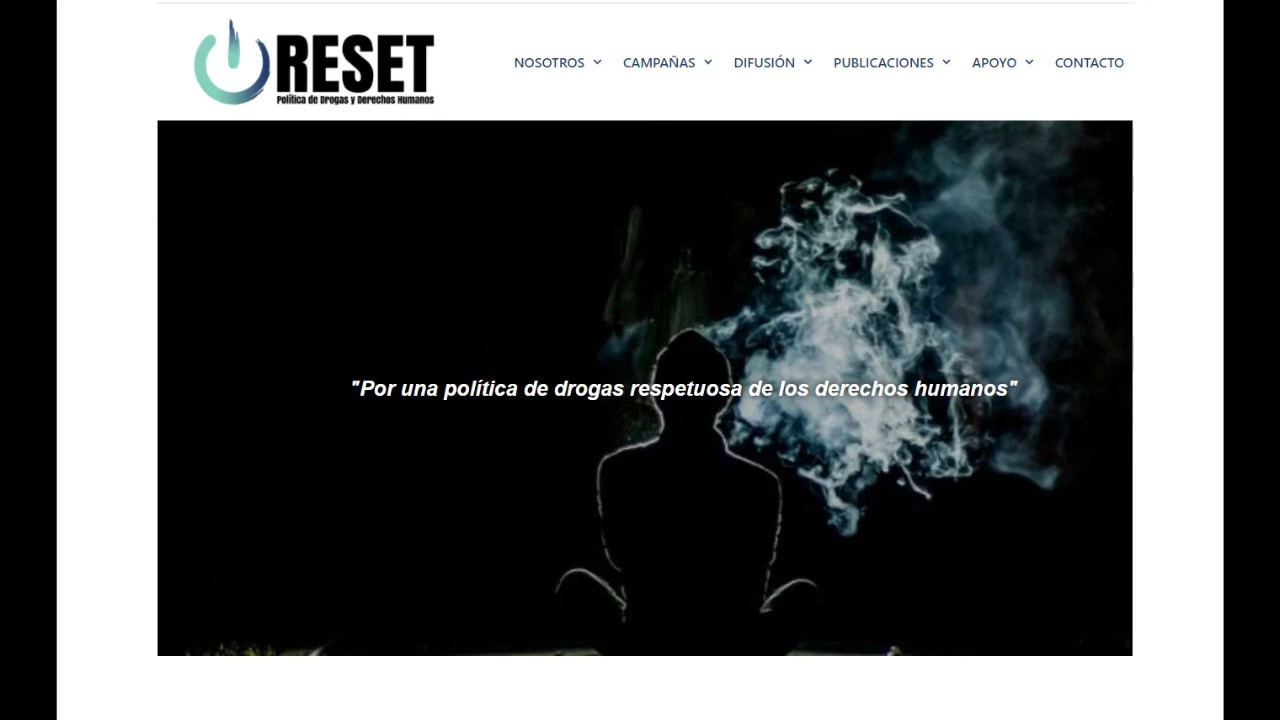 RESET
Política de Drogas y Derechos Humanos
NOSOTROS CAMPAÑAS DIFUSIÓN PUBLICACIONES APOYO CONTACTO
"Por una política de drogas respetuosa de los derechos humanos"